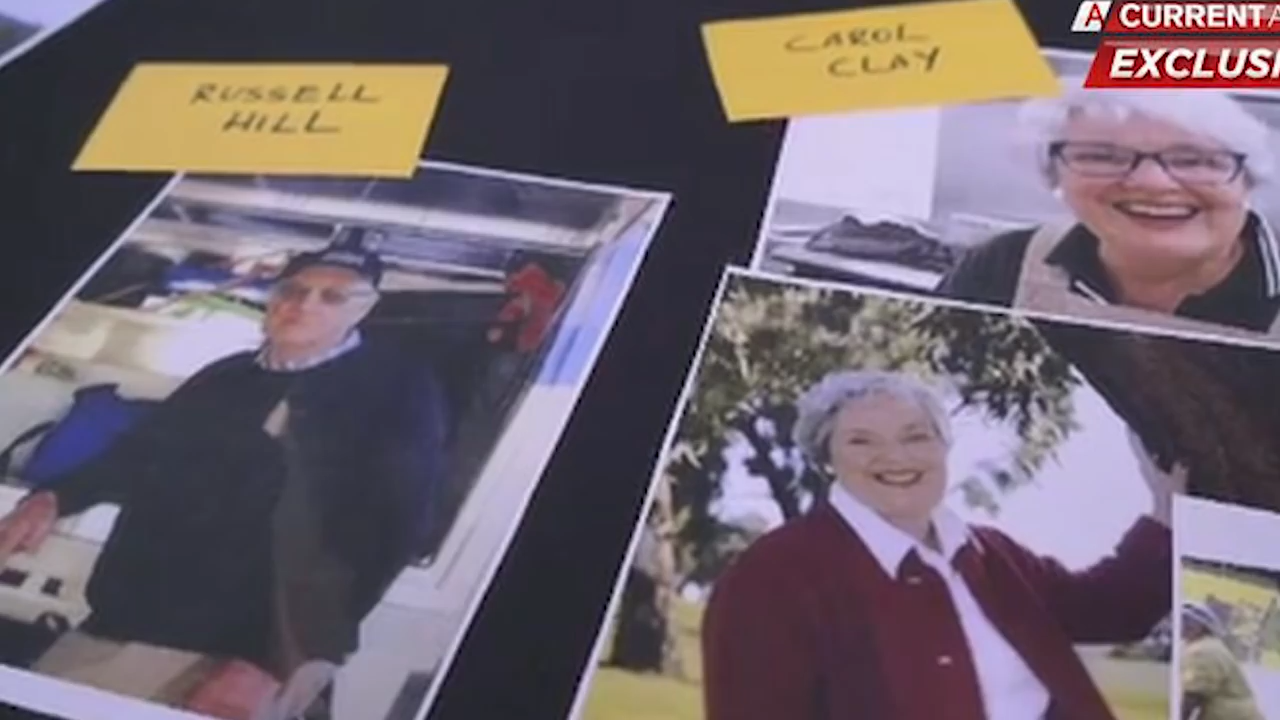 RUSSELL
HILL
CAROL
CLAY
A CURRENT A
EXCLUSI